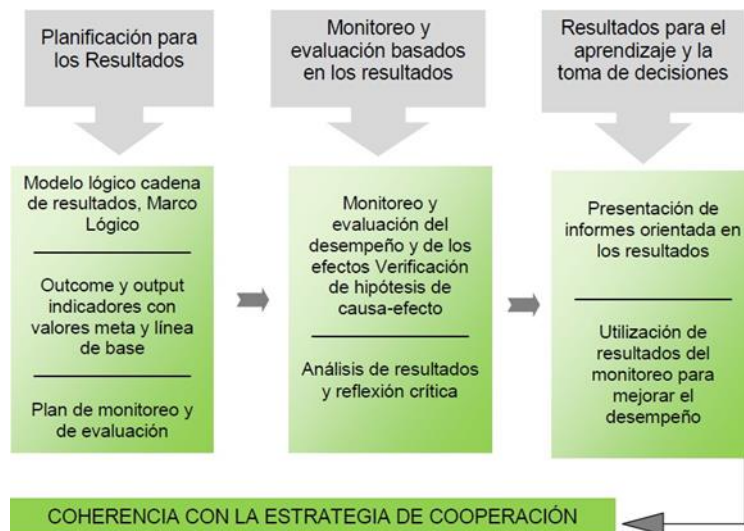 Planificación para
los Resultados
Monitoreo y
evaluación basados
en los resultados
Resultados para el
aprendizaje y la
toma de decisiones
Modelo lógico cadena
de resultados, Marco
Lógico
Outcome y output
indicadores con
valores meta y línea
de base
Plan de monitoreo y
de evaluación
Monitoreo y
evaluación del
desempeño y de los
efectos Verificación
de hipótesis de
causa-efecto
Análisis de resultados
y reflexión crítica
Presentación de
informes orientada en
los resultados
Utilización de
resultados del
monitoreo para
mejorar el
desempeño
COHERENCIA CON LA ESTRATEGIA DE COOPERACIÓN